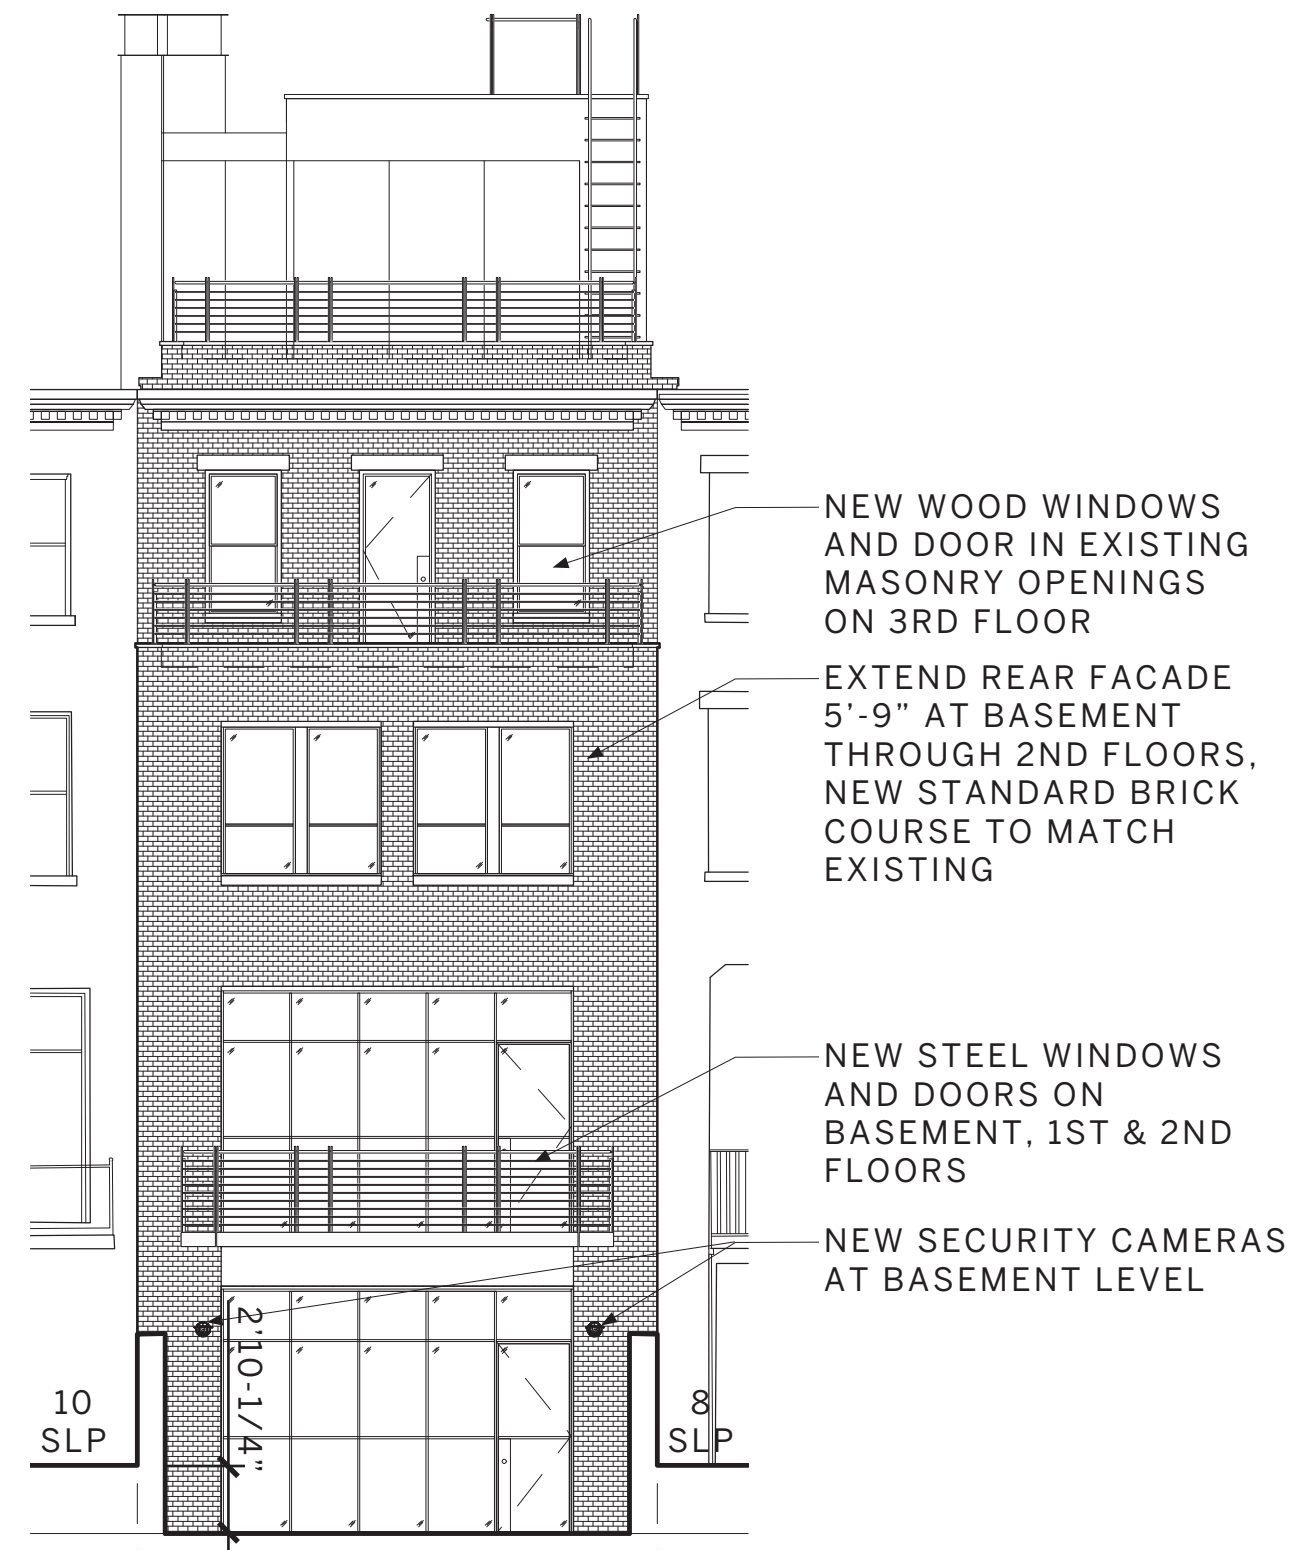 NEW WOOD WINDOWS
AND DOOR IN EXISTING
MASONRY OPENINGS
ON 3RD FLOOR
EXTEND REAR FACADE
5’-9” AT BASEMENT
THROUGH 2ND FLOORS,
NEW STANDARD BRICK
COURSE TO MATCH
EXISTING
NEW STEEL WINDOWS
AND DOORS ON
BASEMENT, 1ST & 2ND
FLOORS
NEW SECURITY CAMERAS
AT BASEMENT LEVEL
2’10-1/4”
10
SLP
8
SLP